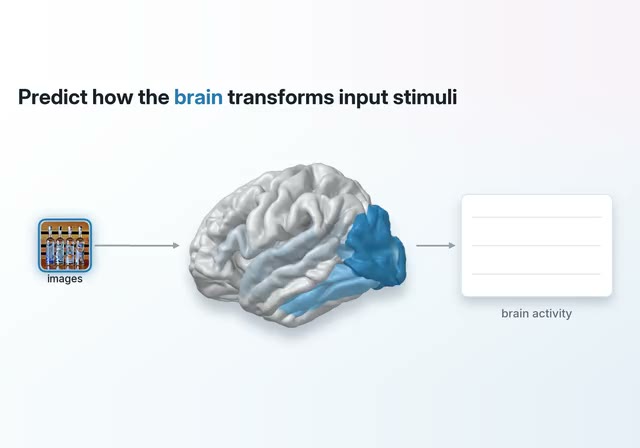 Predict how the brain transforms input stimuli
images
brain activity